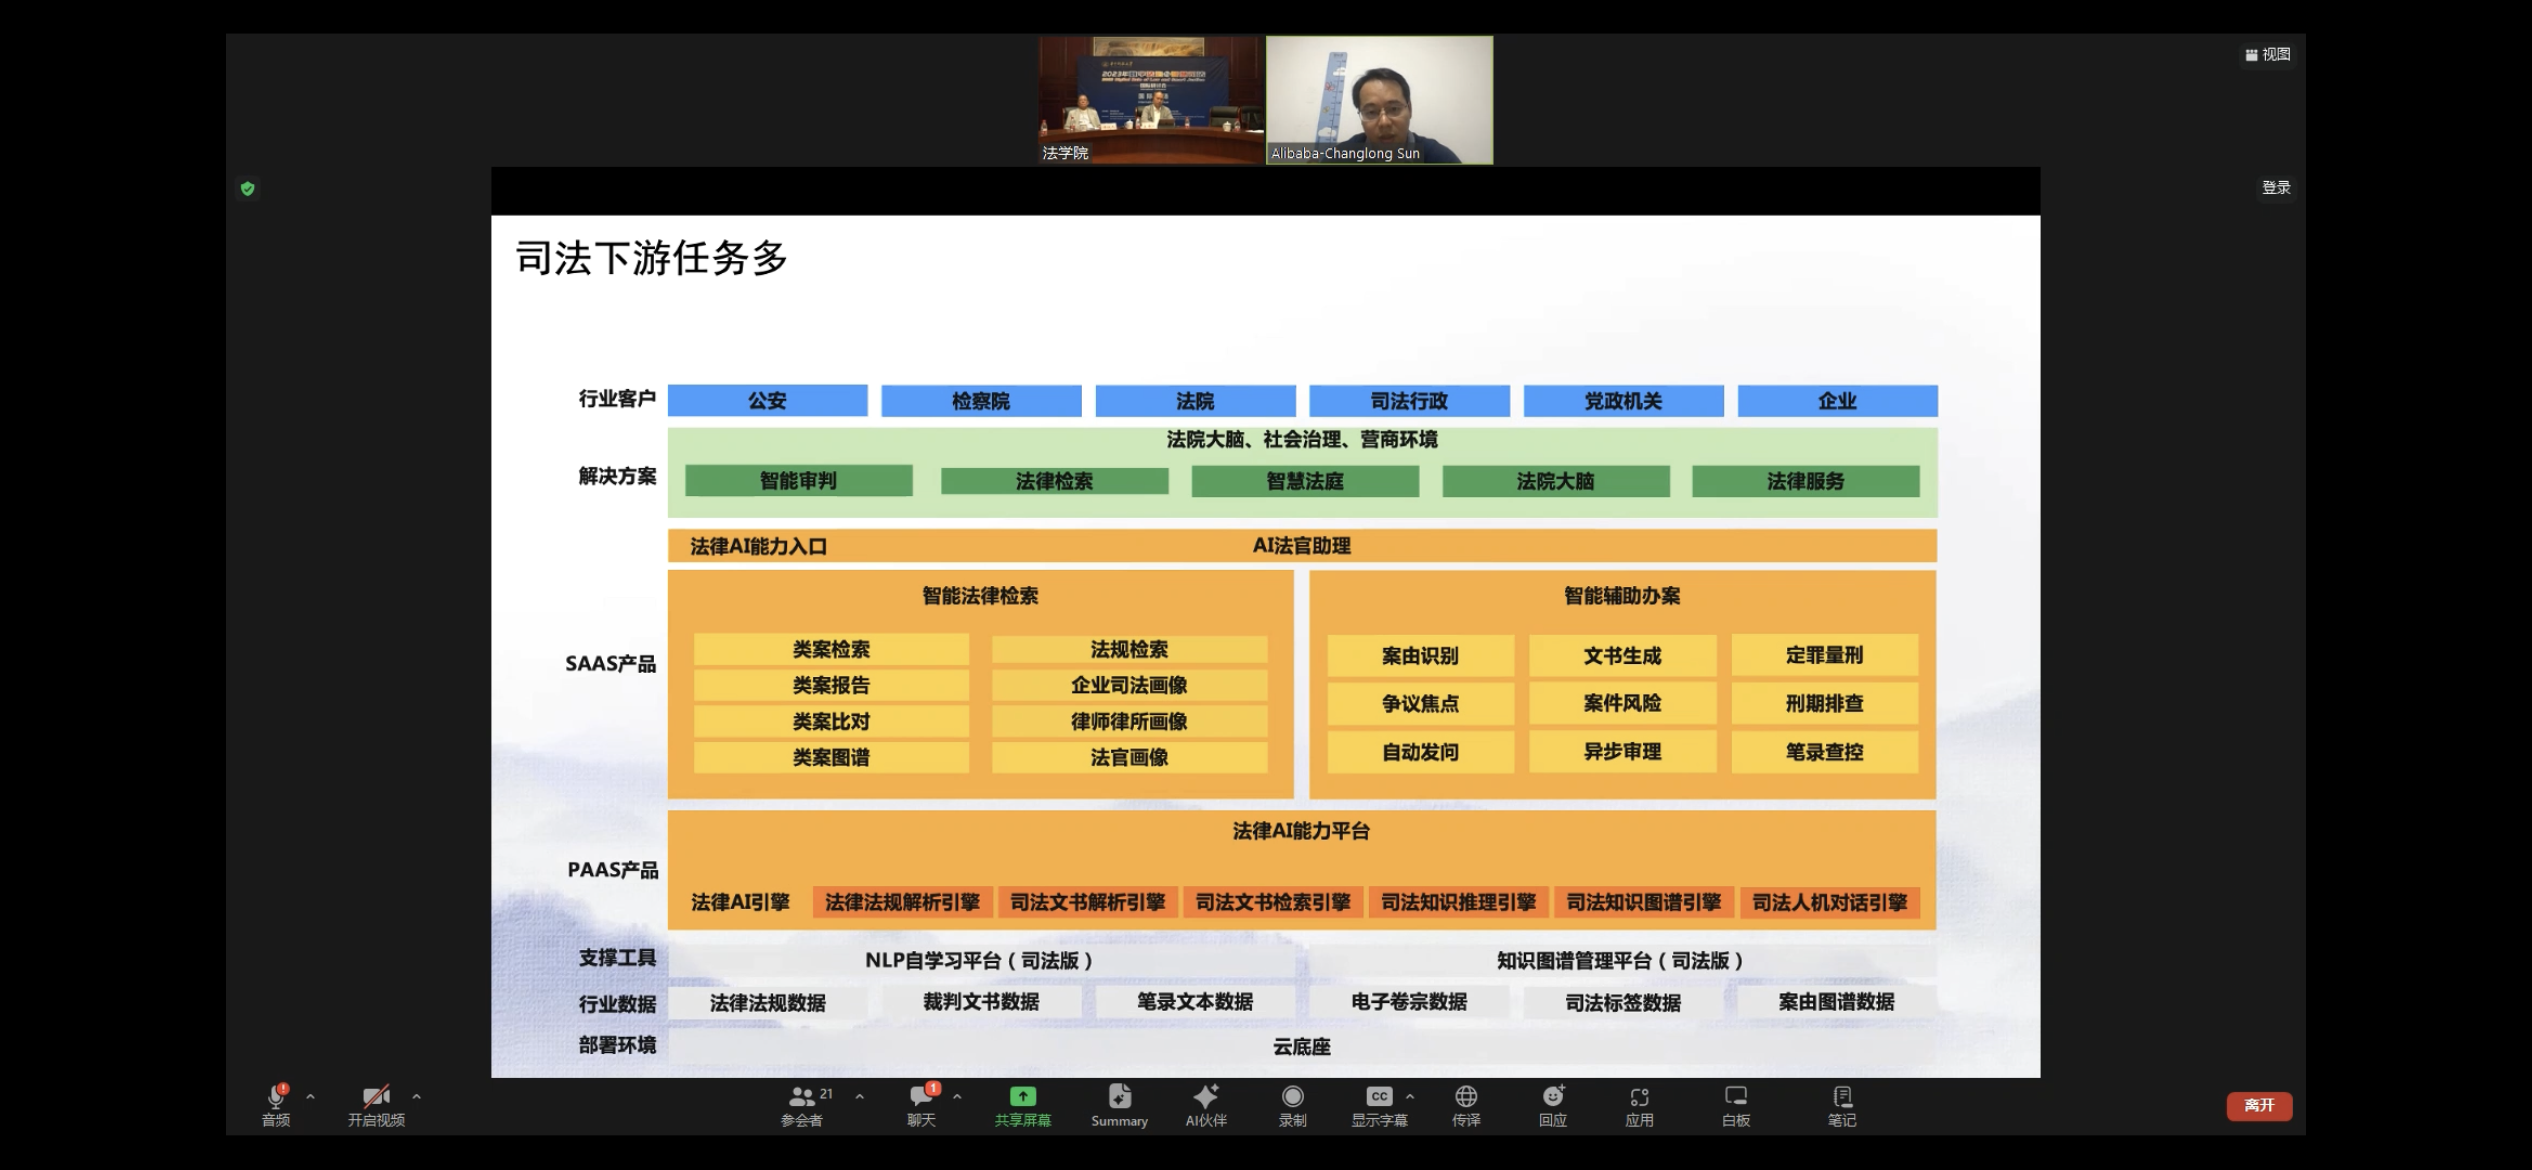 视图
法学院
Alibaba-Changlong Sun
登录
司法下游任务多
行业客户 公安 检察院 法院 司法行政 党政机关 企业
法院大脑、社会治理、营商环境
解决方案 智能审判 法律检索 智慧法庭 法院大脑 法律服务
法律AI能力入口 AI法官助理
智能法律检索 智能辅助办案
SAAS产品
类案检索 法规检索 案由识别 文书生成 定罪量刑
类案报告 企业司法画像 争议焦点 案件风险 刑期排查
类案比对 律师律所画像 自动发问 异步审理 笔录查控
类案图谱 法官画像
法律AI能力平台
PAAS产品
法律AI引擎 法律法规解析引擎 司法文书解析引擎 司法文书检索引擎 司法知识推理引擎 司法知识图谱引擎 司法人机对话引擎
支撑工具 NLP自学习平台(司法版) 知识图谱管理平台(司法版)
行业数据 法律法规数据 裁判文书数据 笔录文本数据 电子卷宗数据 司法标签数据 案由图谱数据
部署环境 云底座
音频 开启视频 参会者 21 聊天 1 共享屏幕 Summary AI伙伴 录制 CC 显示字幕 传译 回应 应用 白板 笔记 离开